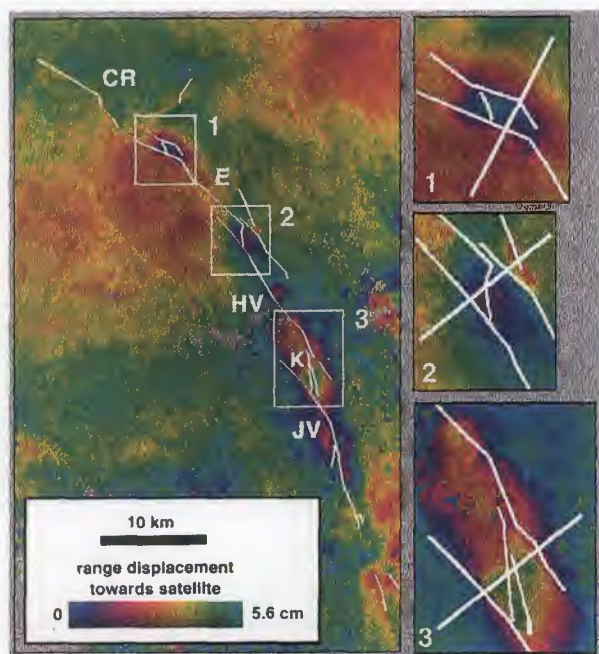 CR
1
E
2
HV
3
K
JV
10 km
range displacement
towards satellite
0
5.6 cm
1
2
3